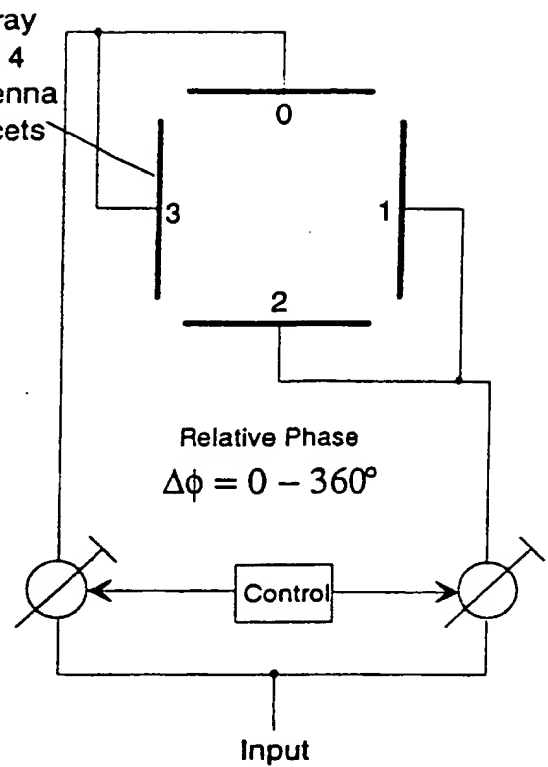 ray
4
enna
cets
0
3
1
2
Relative Phase
Δϕ = 0 – 360°
Control
Input